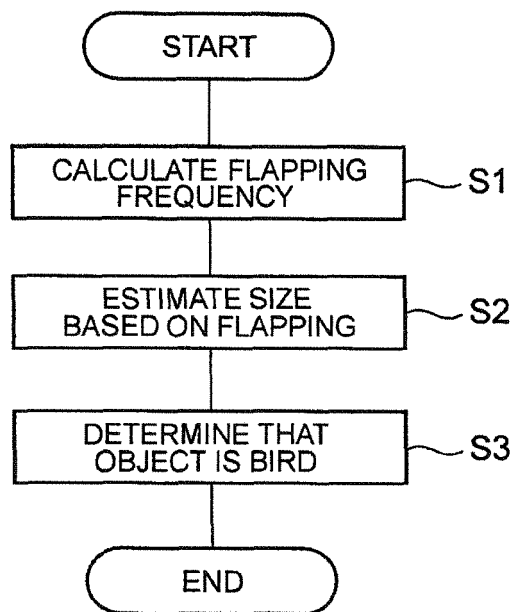 START
CALCULATE FLAPPING
FREQUENCY
S1
ESTIMATE SIZE
BASED ON FLAPPING
S2
DETERMINE THAT
OBJECT IS BIRD
S3
END